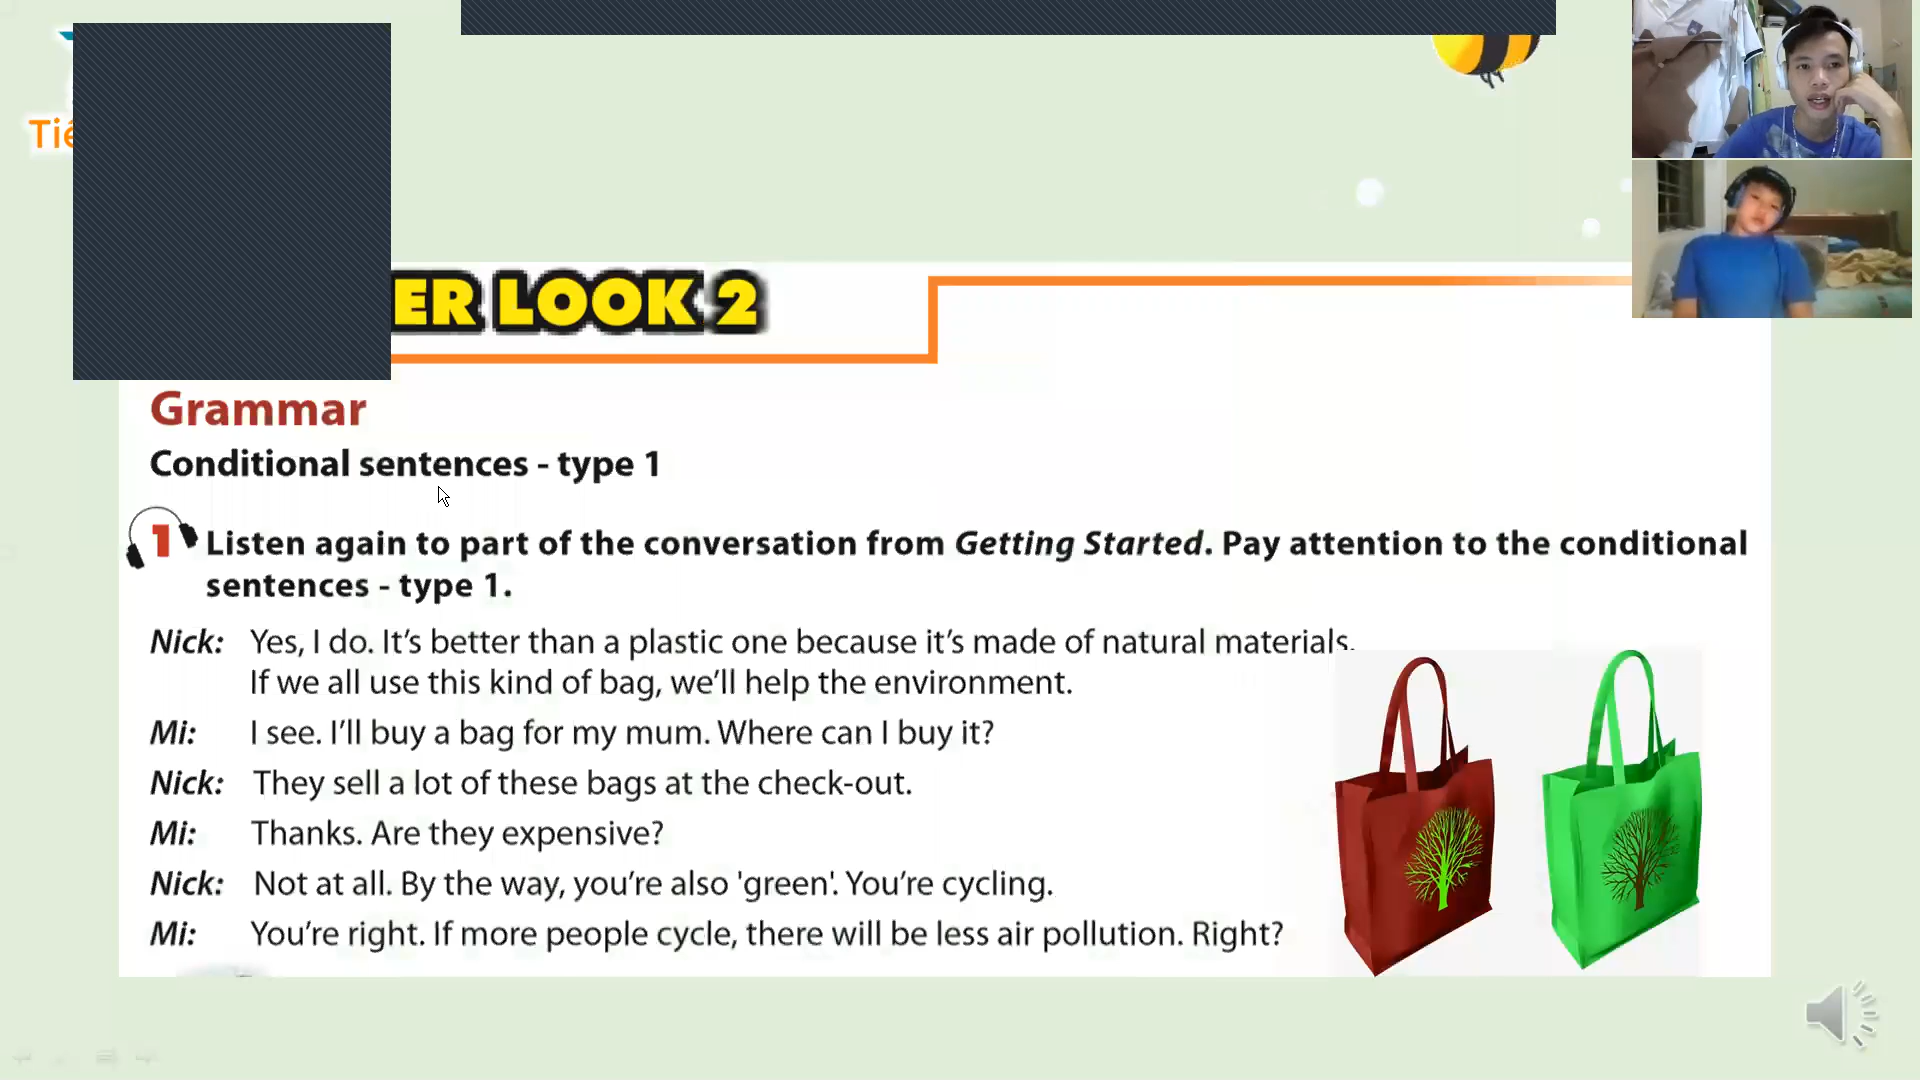 LOOK 2
Grammar
Conditional sentences - type 1
1 Listen again to part of the conversation from Getting Started. Pay attention to the conditional
sentences - type 1.
Nick: Yes, I do. It's better than a plastic one because it's made of natural materials.
If we all use this kind of bag, we'll help the environment.
Mi: I see. I'll buy a bag for my mum. Where can I buy it?
Nick: They sell a lot of these bags at the check-out.
Mi: Thanks. Are they expensive?
Nick: Not at all. By the way, you're also 'green'. You're cycling.
Mi: You're right. If more people cycle, there will be less air pollution. Right?